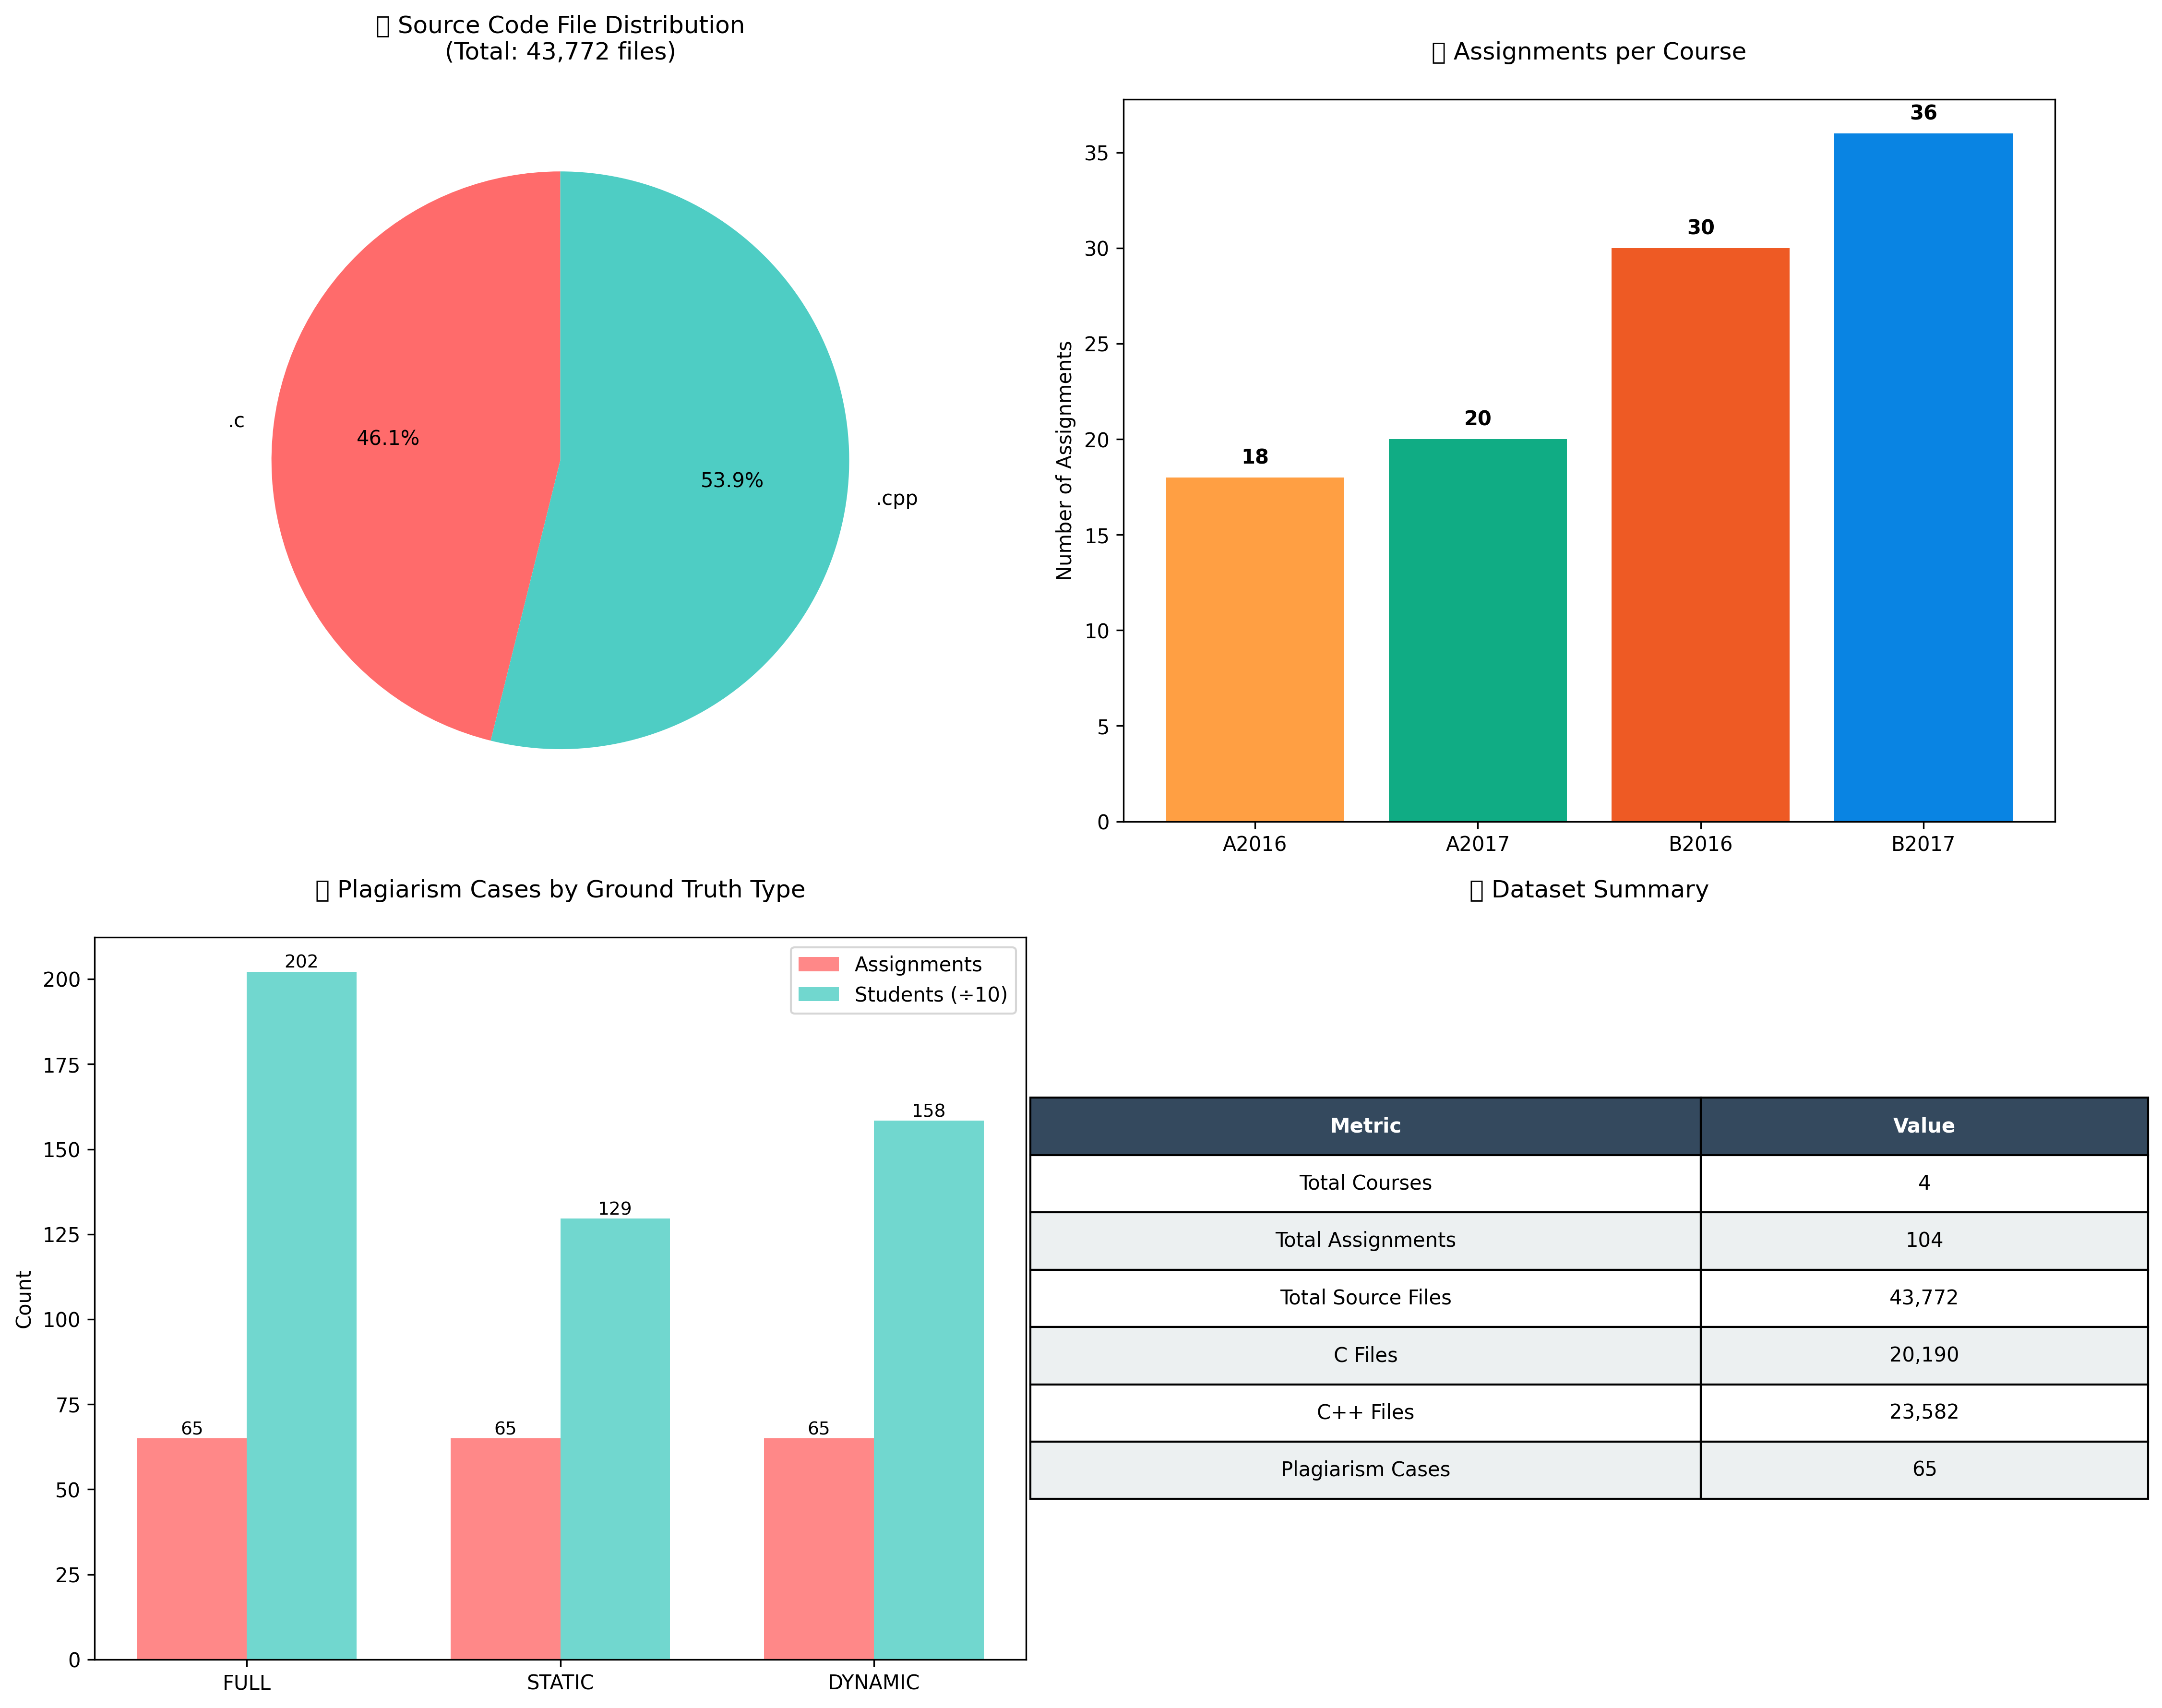 Source Code File Distribution
(Total: 43,772 files)
.c
46.1%
53.9%
.cpp
Assignments per Course
Number of Assignments
35
30
25
20
15
10
5
0
18
20
30
36
A2016
A2017
B2016
B2017
Plagiarism Cases by Ground Truth Type
Count
200
175
150
125
100
75
50
25
0
Assignments
Students (÷10)
65
202
65
129
65
158
FULL
STATIC
DYNAMIC
Dataset Summary
Metric Value
Total Courses 4
Total Assignments 104
Total Source Files 43,772
C Files 20,190
C++ Files 23,582
Plagiarism Cases 65